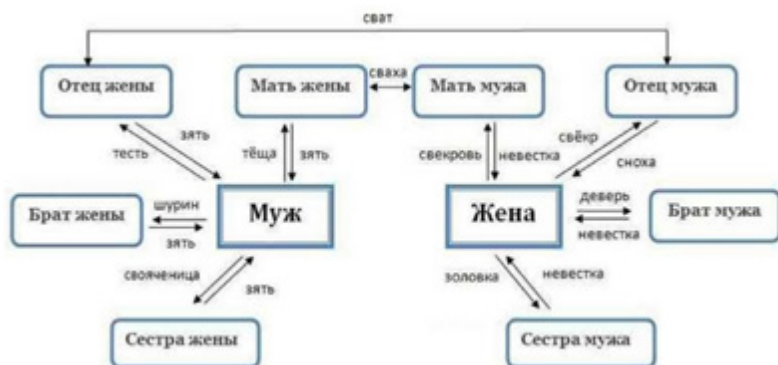 сват
Отец жены
Мать жены
сваха
Мать мужа
Отец мужа
тесть
зять
тёща
зять
свекровь
невестка
свёкр
сноха
Брат жены
шурин
зять
Муж
Жена
деверь
невестка
Брат мужа
свояченица
зять
золовка
невестка
Сестра жены
Сестра мужа